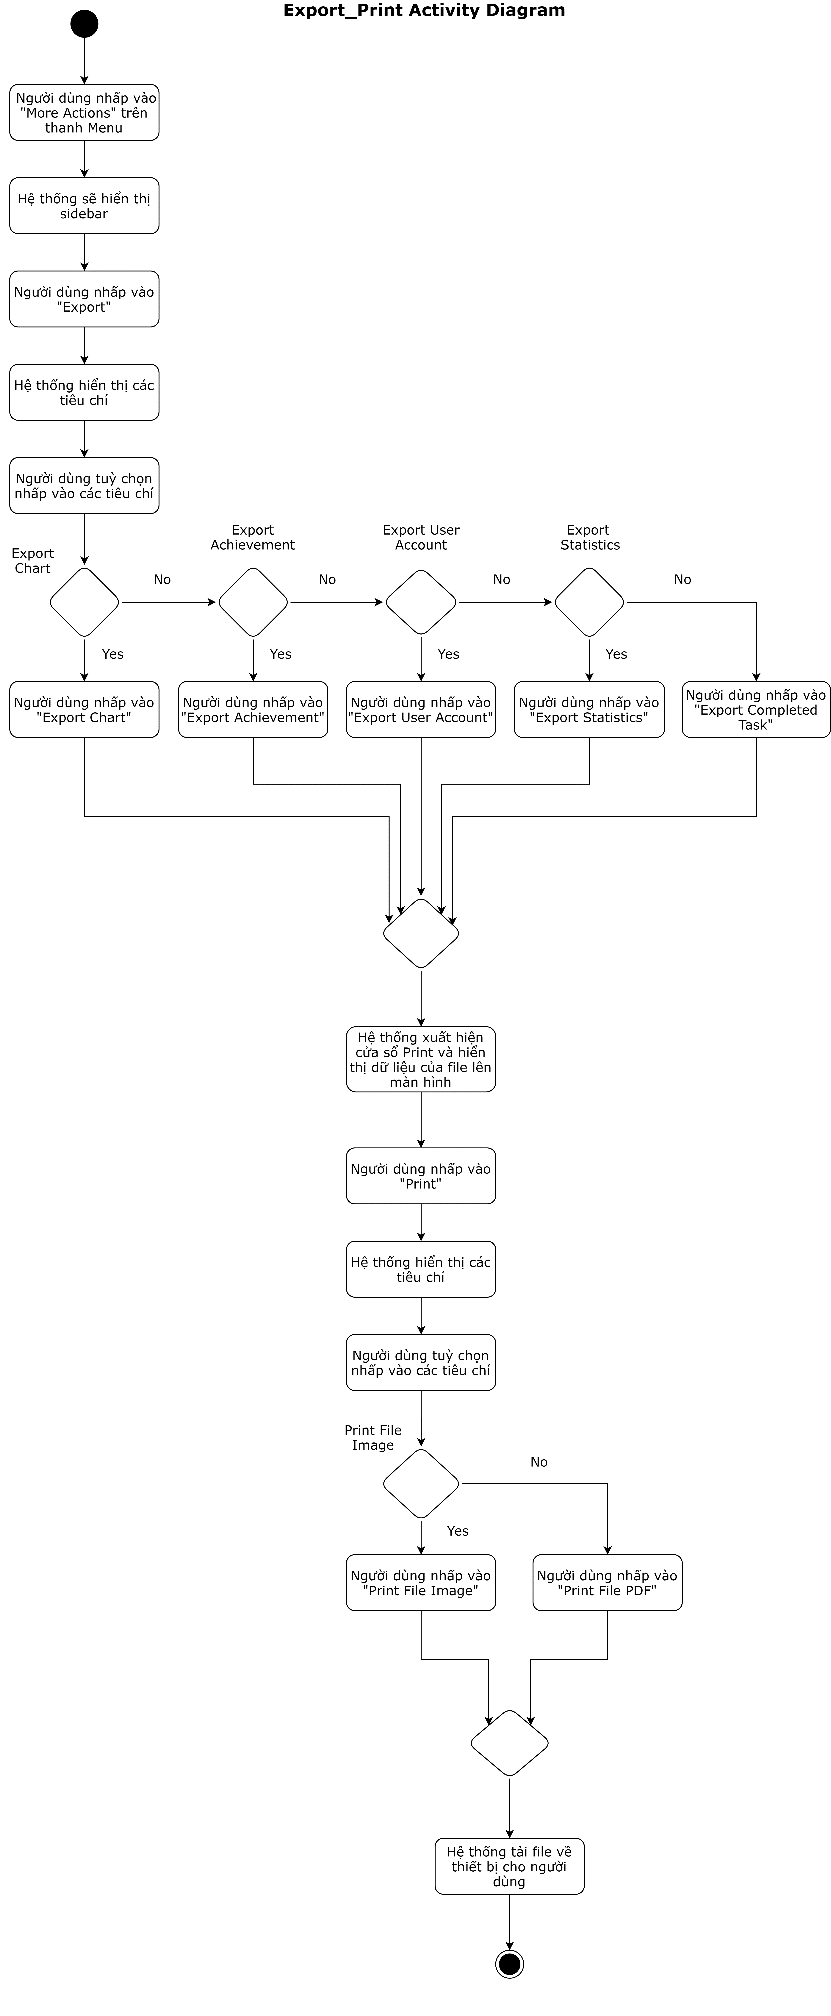 Export_Print Activity Diagram
Người dùng nhấp vào
"More Actions" trên
thanh Menu
Hệ thống sẽ hiển thị
sidebar
Người dùng nhấp vào
"Export"
Hệ thống hiển thị các
tiêu chí
Người dùng tuỳ chọn
nhấp vào các tiêu chí
Export
Chart
Export
Achievement
Export User
Account
Export
Statistics
No
No
No
No
Yes
Yes
Yes
Yes
Người dùng nhấp vào
"Export Chart"
Người dùng nhấp vào
"Export Achievement"
Người dùng nhấp vào
"Export User Account"
Người dùng nhấp vào
"Export Statistics"
Người dùng nhấp vào
"Export Completed
Task"
Hệ thống xuất hiện
cửa sổ Print và hiển
thị dữ liệu của file lên
màn hình
Người dùng nhấp vào
"Print"
Hệ thống hiển thị các
tiêu chí
Người dùng tuỳ chọn
nhấp vào các tiêu chí
Print File
Image
No
Yes
Người dùng nhấp vào
"Print File Image"
Người dùng nhấp vào
"Print File PDF"
Hệ thống tải file về
thiết bị cho người
dùng